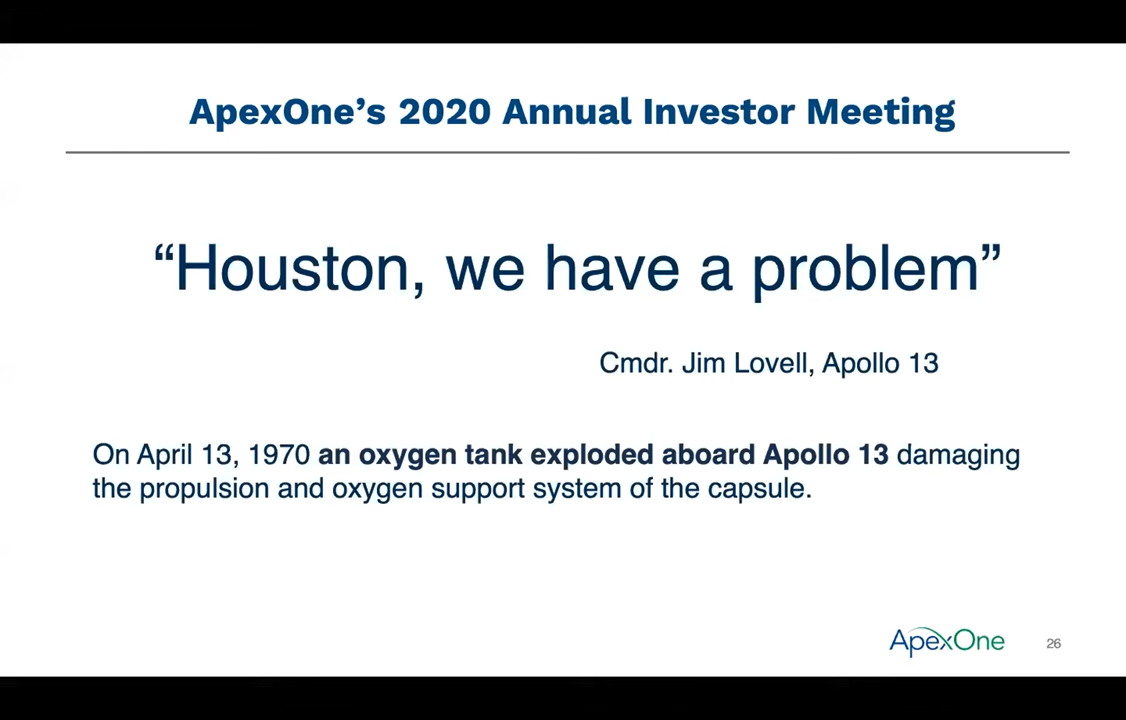 ApexOne’s 2020 Annual Investor Meeting
“Houston, we have a problem”
Cmdr. Jim Lovell, Apollo 13
On April 13, 1970 an oxygen tank exploded aboard Apollo 13 damaging
the propulsion and oxygen support system of the capsule.
ApexOne
26